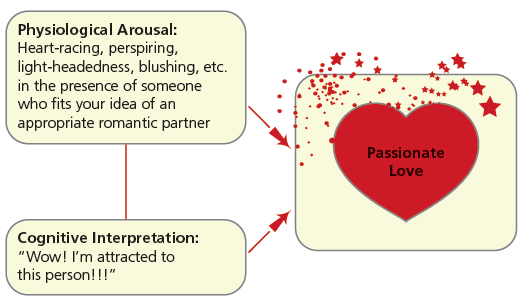 Physiological Arousal:
Heart-racing, perspiring,
light-headedness, blushing, etc.
in the presence of someone
who fits your idea of an
appropriate romantic partner
Passionate
Love
Cognitive Interpretation:
“Wow! I’m attracted to
this person!!!”